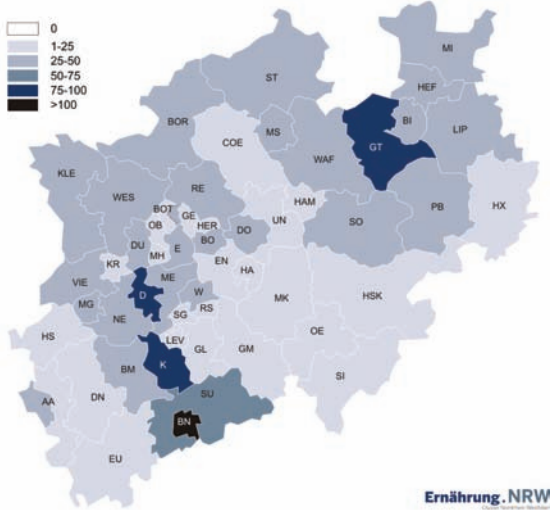 0
1-25
25-50
50-75
75-100
>100
MI
ST
HEF
BI
LIP
MS
BOR
COE
GT
WAF
KLE
WES
RE
HAM
PB
HX
BOT
GE
HER
UN
SO
OB
DU
E
BO
DO
MH
KR
EN
HA
VIE
ME
D
W
MK
HSK
MG
NE
SG
RS
OE
HS
LEV
GL
GM
K
BM
SI
AA
DN
SU
BN
EU
Ernährung.NRW